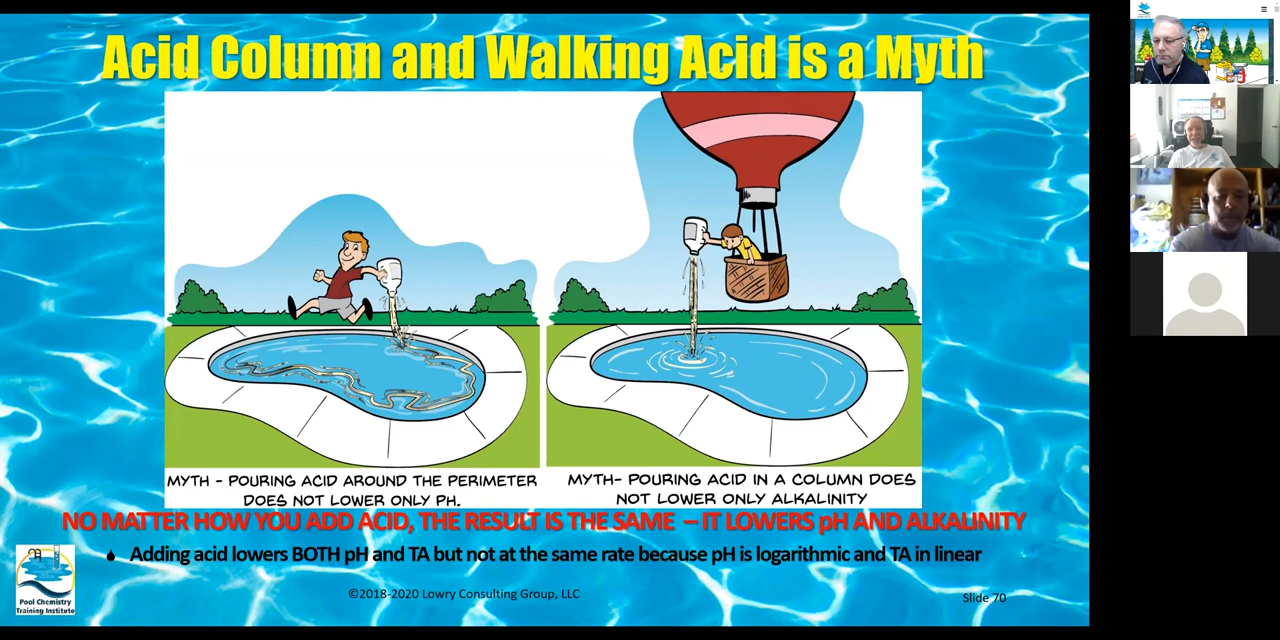 Acid Column and Walking Acid is a Myth
MYTH - POURING ACID AROUND THE PERIMETER
DOES NOT LOWER ONLY PH.
MYTH- POURING ACID IN A COLUMN DOES
NOT LOWER ONLY ALKALINITY
NO MATTER HOW YOU ADD ACID, THE RESULT IS THE SAME – IT LOWERS pH AND ALKALINITY
Adding acid lowers BOTH pH and TA but not at the same rate because pH is logarithmic and TA in linear
Pool Chemistry
Training Institute
©2018-2020 Lowry Consulting Group, LLC
Slide 70